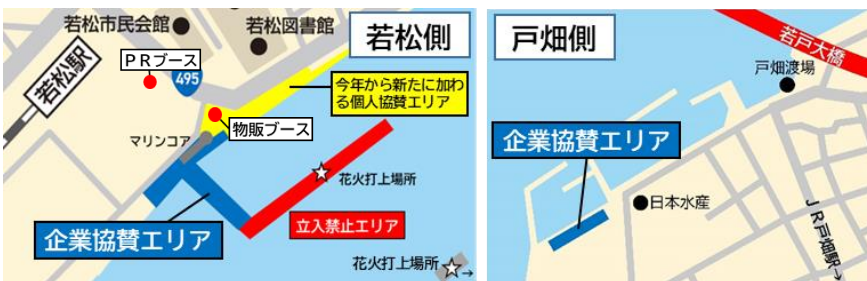 若松市民会館
若松図書館
若松側
PRブース
495
若松駅
今年から新たに加わ
る個人協賛エリア
物販ブース
マリンコア
花火打上場所
企業協賛エリア
立入禁止エリア
花火打上場所
→
戸畑側
若戸大橋
戸畑渡場
企業協賛エリア
日本水産
JR戸畑駅→